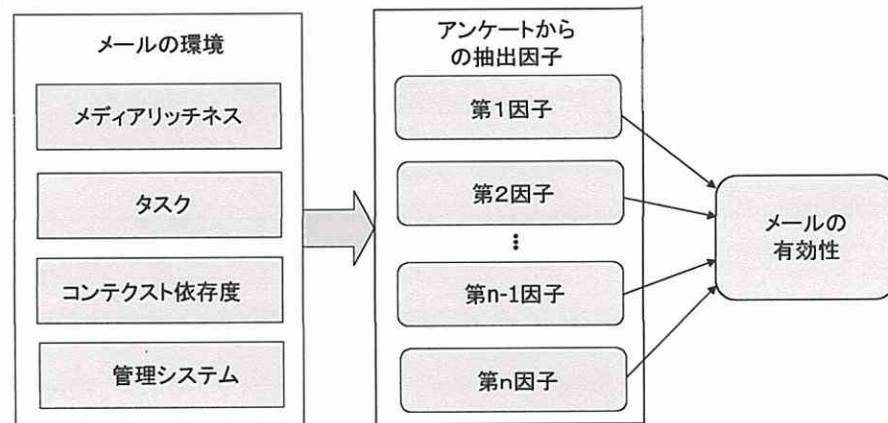 メールの環境
メディアリッチネス
タスク
コンテクスト依存度
管理システム
アンケートから
の抽出因子
第1因子
第2因子
⋮
第n-1因子
第n因子
メールの
有効性